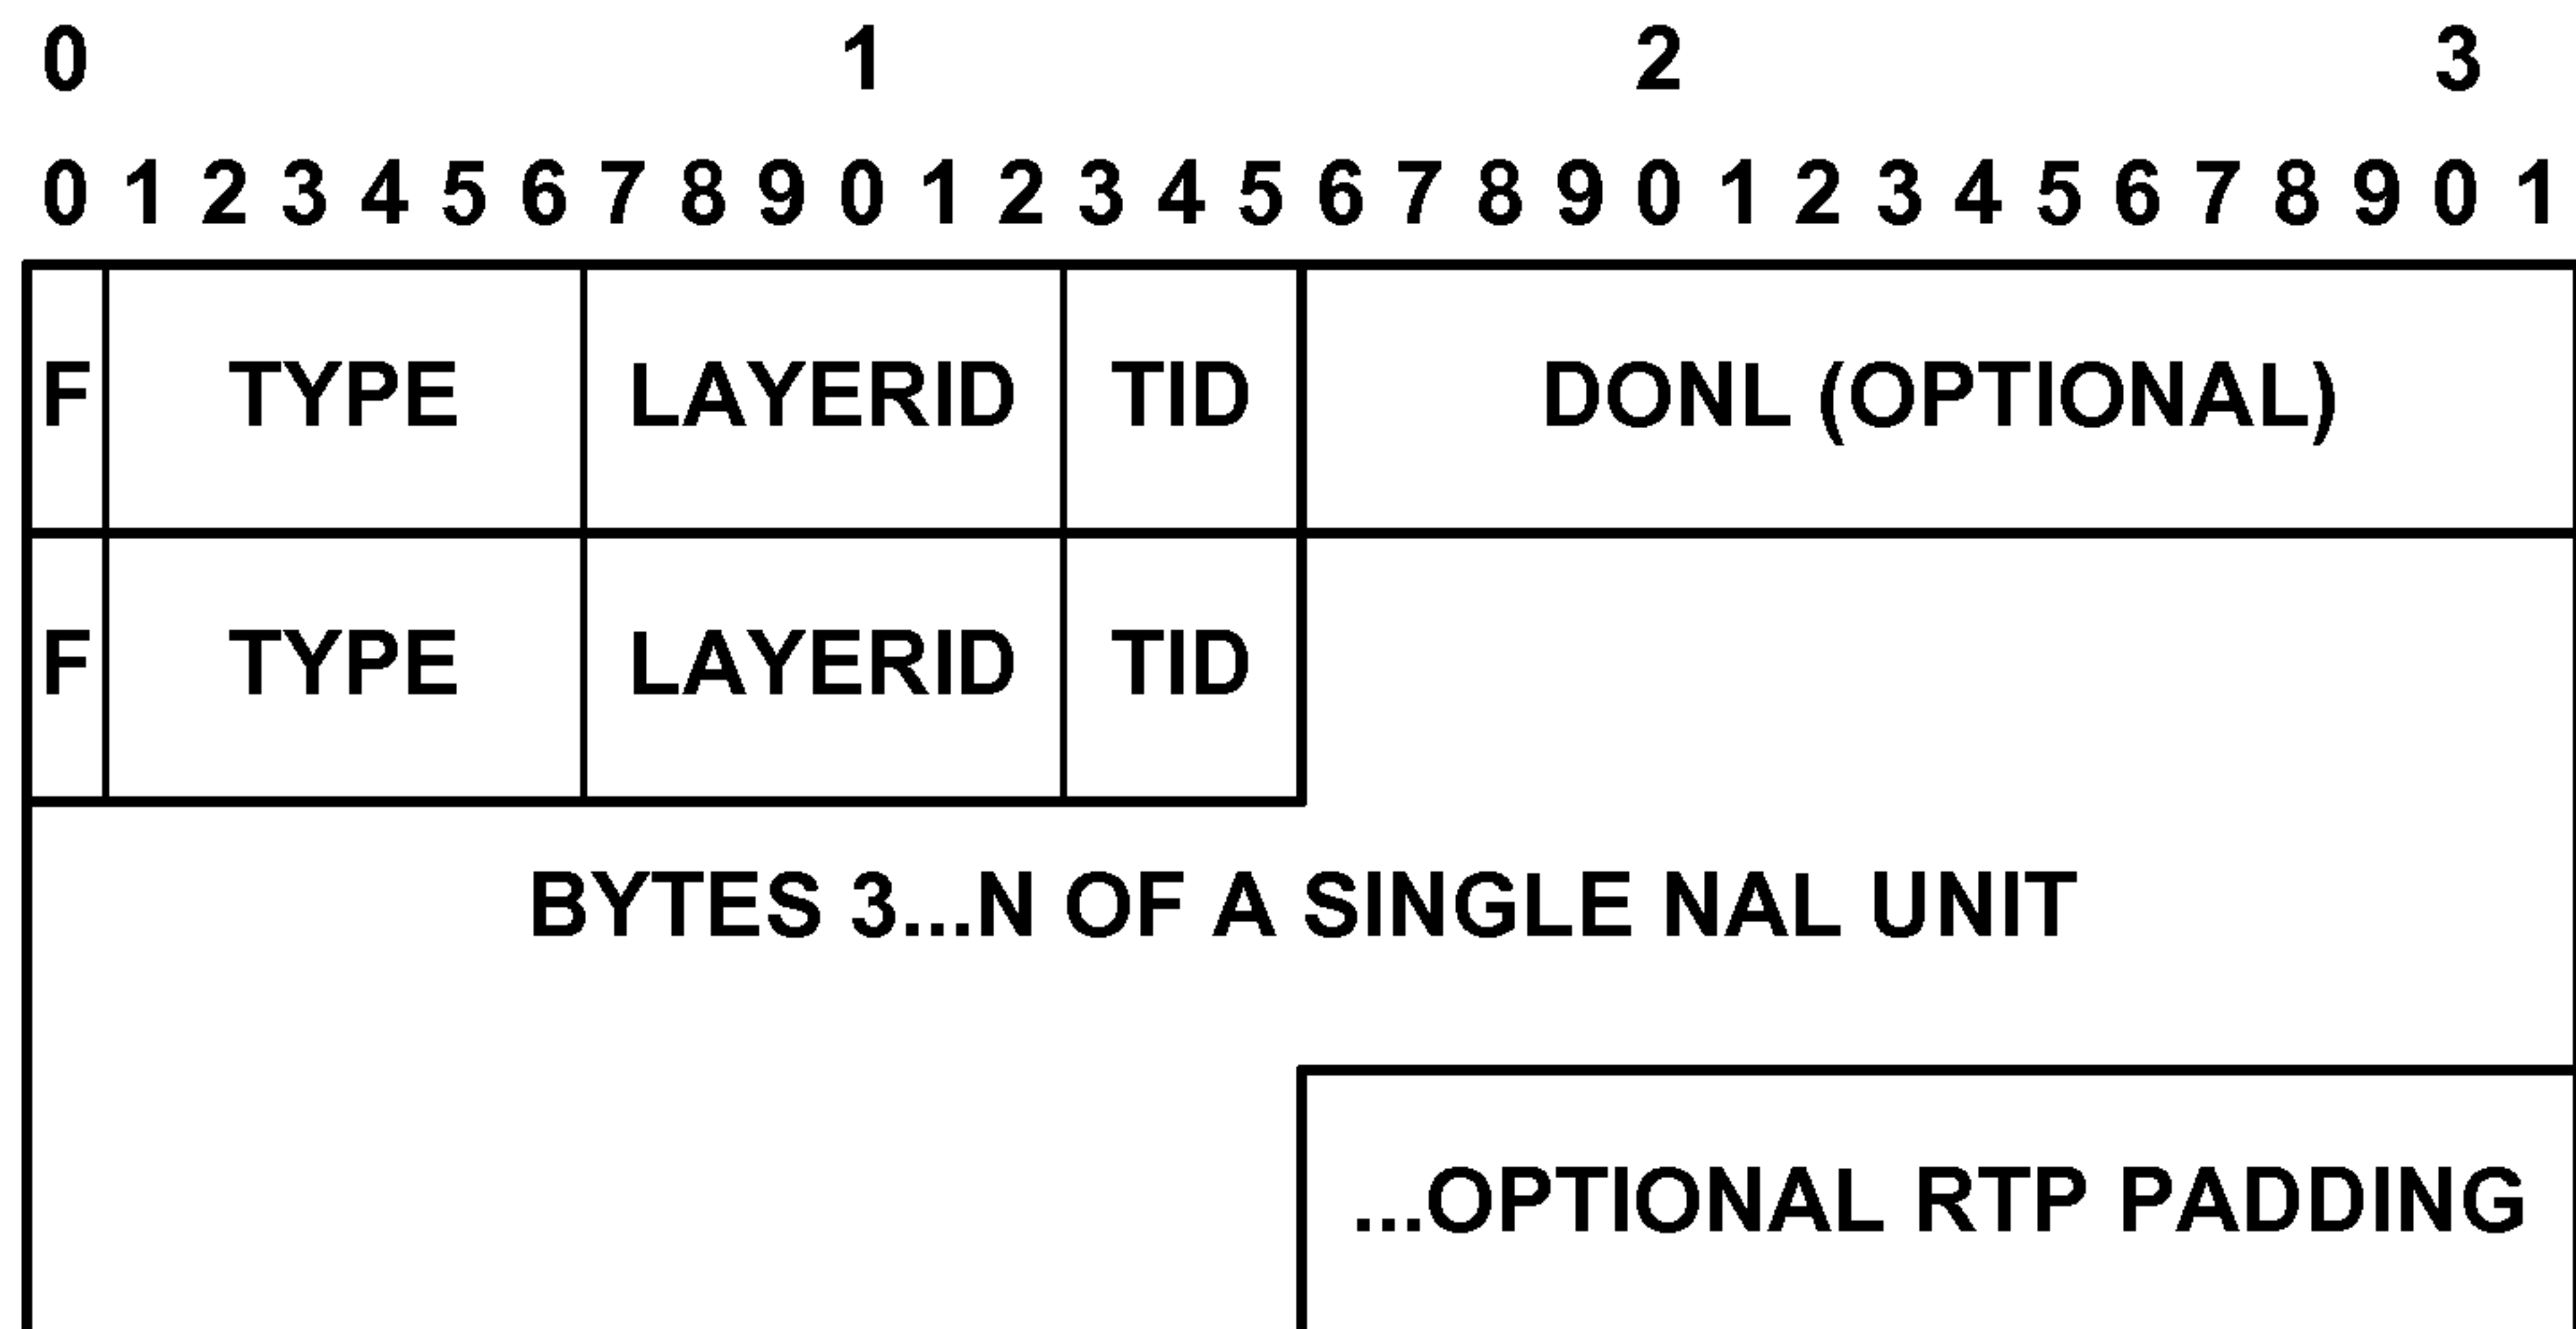 0 1 2 3
0 1 2 3 4 5 6 7 8 9 0 1 2 3 4 5 6 7 8 9 0 1 2 3 4 5 6 7 8 9 0 1
F TYPE LAYERID TID DONL (OPTIONAL)
F TYPE LAYERID TID
BYTES 3...N OF A SINGLE NAL UNIT
...OPTIONAL RTP PADDING